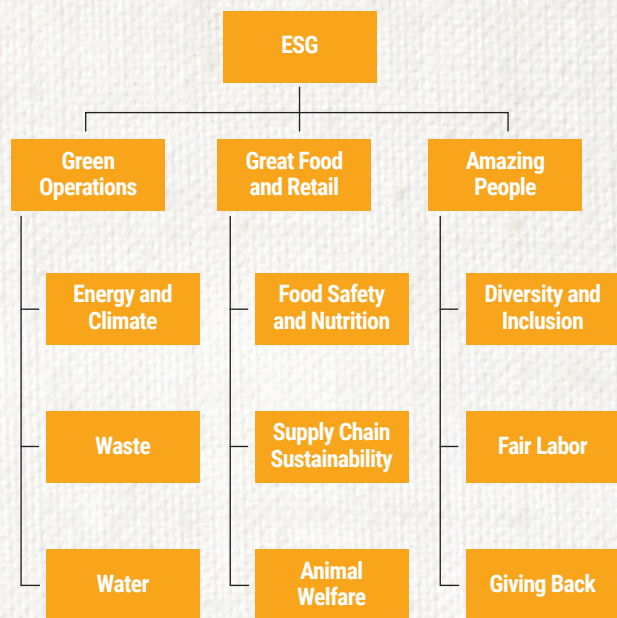 ESG
Green
Operations
Great Food
and Retail
Amazing
People
Energy and
Climate
Food Safety
and Nutrition
Diversity and
Inclusion
Waste
Supply Chain
Sustainability
Fair Labor
Water
Animal
Welfare
Giving Back